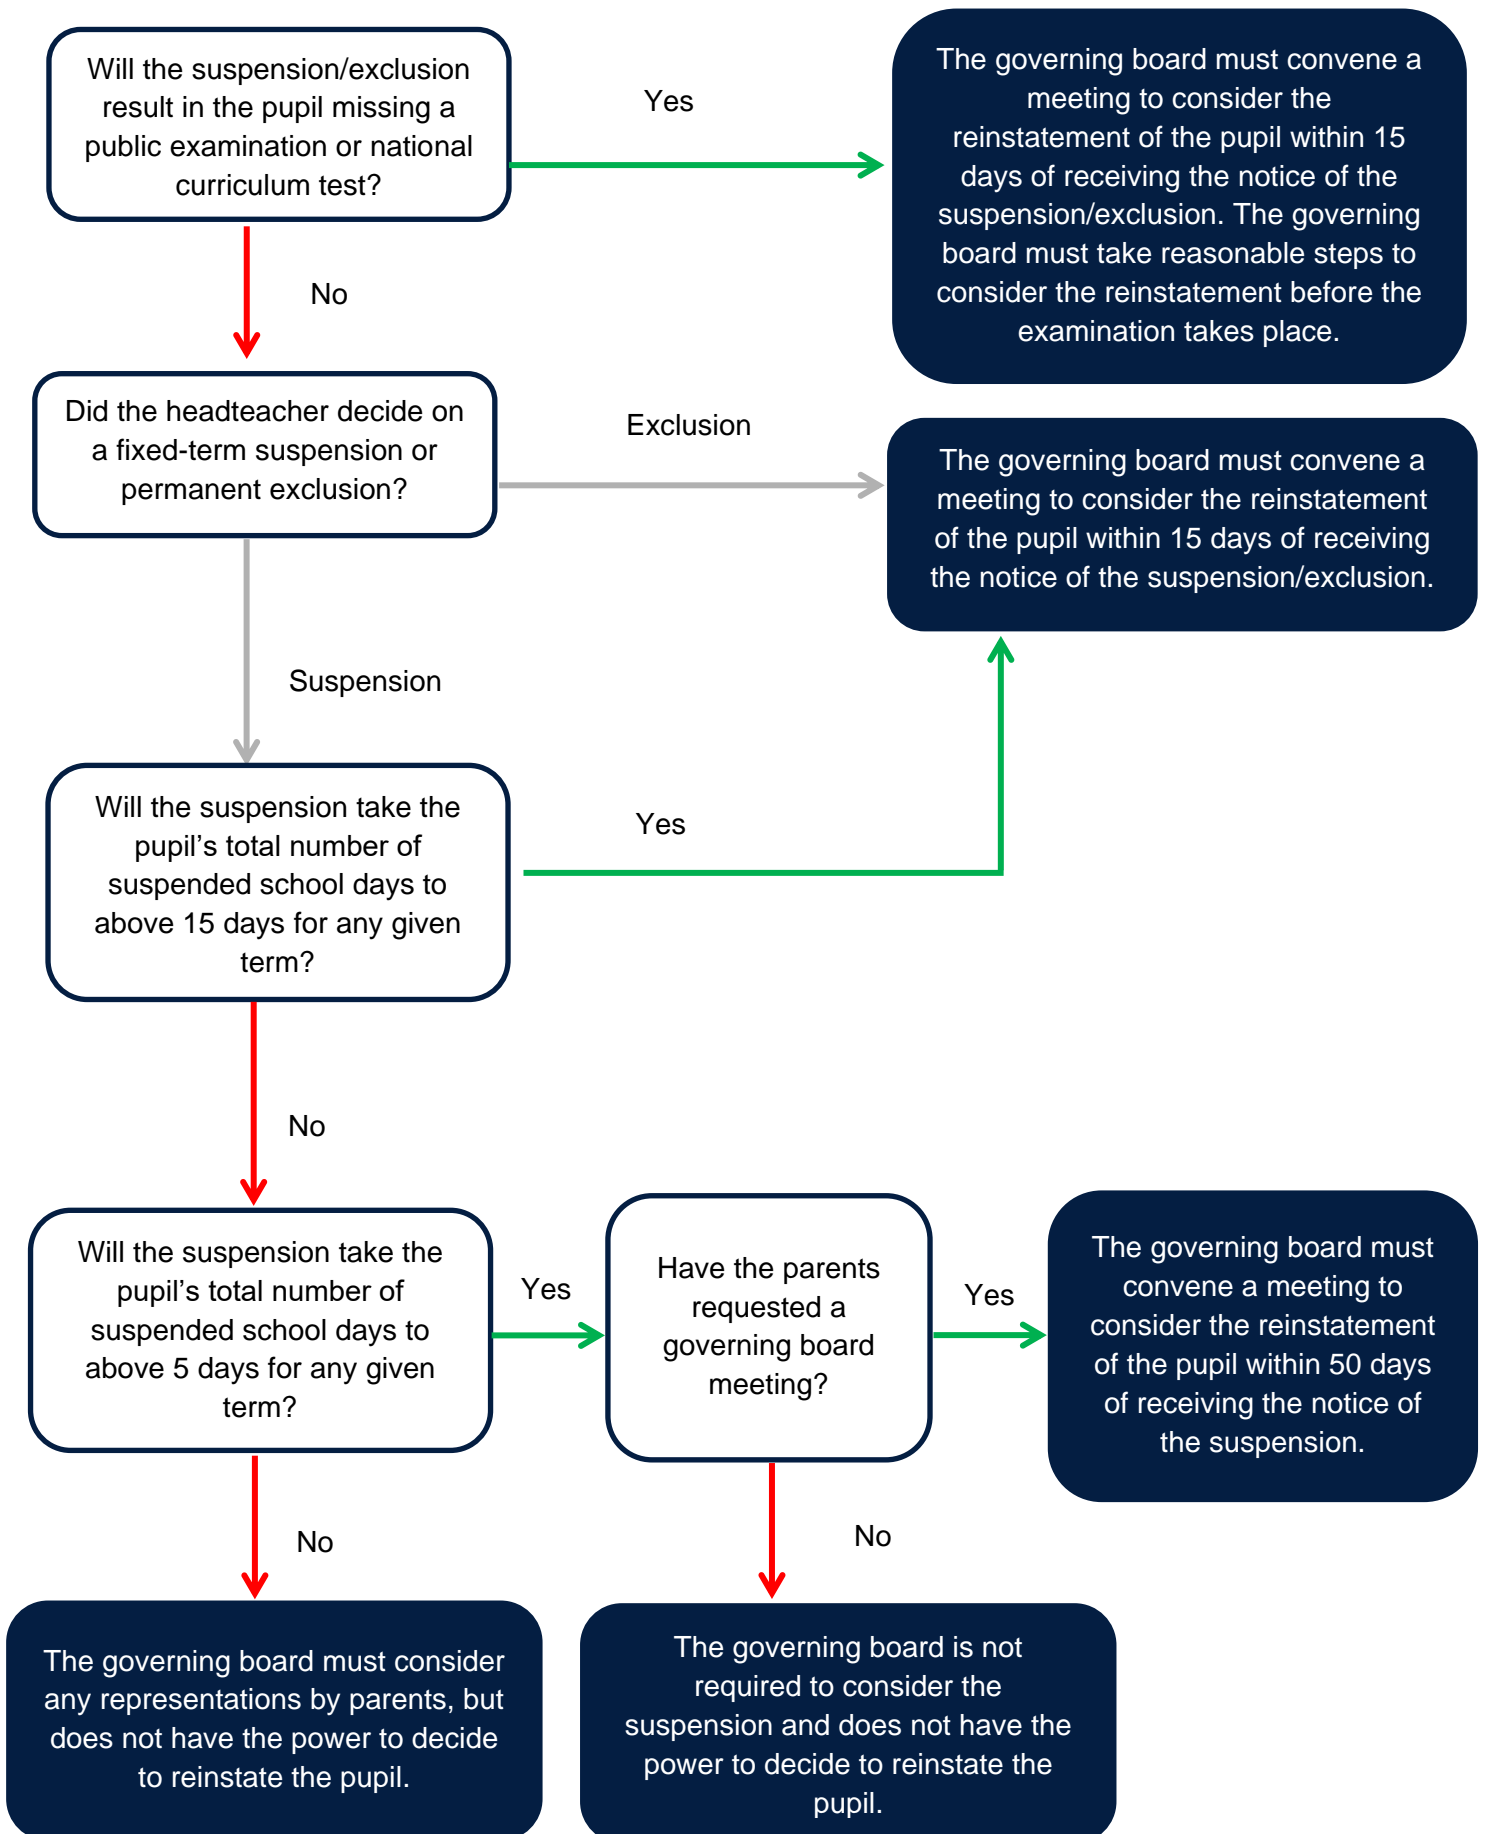 Will the suspension/exclusion
result in the pupil missing a
public examination or national
curriculum test?
Yes
The governing board must convene a
meeting to consider the
reinstatement of the pupil within 15
days of receiving the notice of the
suspension/exclusion. The governing
board must take reasonable steps to
consider the reinstatement before the
examination takes place.
No
Did the headteacher decide on
a fixed-term suspension or
permanent exclusion?
Exclusion
The governing board must convene a
meeting to consider the reinstatement
of the pupil within 15 days of receiving
the notice of the suspension/exclusion.
Suspension
Will the suspension take the
pupil’s total number of
suspended school days to
above 15 days for any given
term?
Yes
No
Will the suspension take the
pupil’s total number of
suspended school days to
above 5 days for any given
term?
Yes
Have the parents
requested a
governing board
meeting?
Yes
The governing board must
convene a meeting to
consider the reinstatement
of the pupil within 50 days
of receiving the notice of
the suspension.
No
No
The governing board must consider
any representations by parents, but
does not have the power to decide
to reinstate the pupil.
The governing board is not
required to consider the
suspension and does not have the
power to decide to reinstate the
pupil.